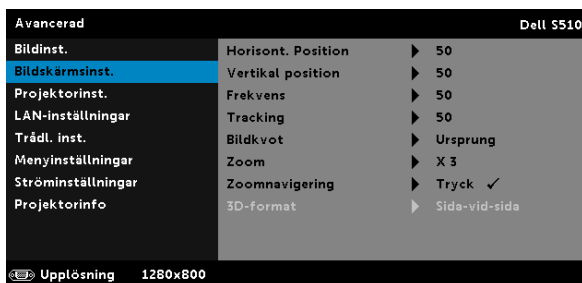 Avancerad Dell S510
Bildinst. Horisont. Position 50
Bildskärmsinst. Vertikal position 50
Projektorinst. Frekvens 50
LAN-inställningar Tracking 50
Trådl. inst. Bildkvot Ursprung
Menyinställningar Zoom X 3
Ströminställningar Zoomnavigering Tryck ✓
Projektorinfo 3D-format Sida-vid-sida
Upplösning 1280x800